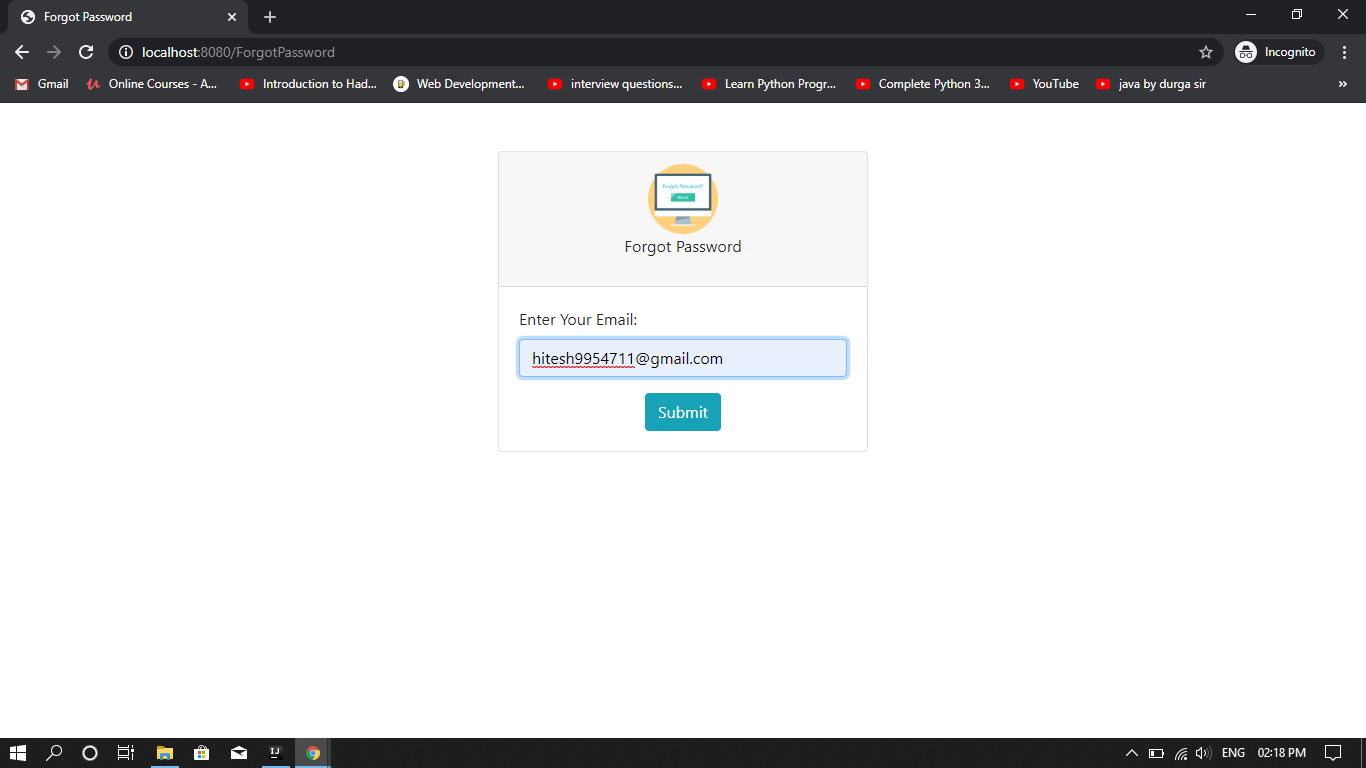 Forgot Password
localhost:8080/ForgotPassword
Incognito
Gmail
Online Courses - A...
Introduction to Had...
Web Development...
interview questions...
Learn Python Progr...
Complete Python 3...
YouTube
java by durga sir
»
Forgot Password?
Reset
Forgot Password
Enter Your Email:
hitesh9954711@gmail.com
Submit
IJ
ENG
02:18 PM